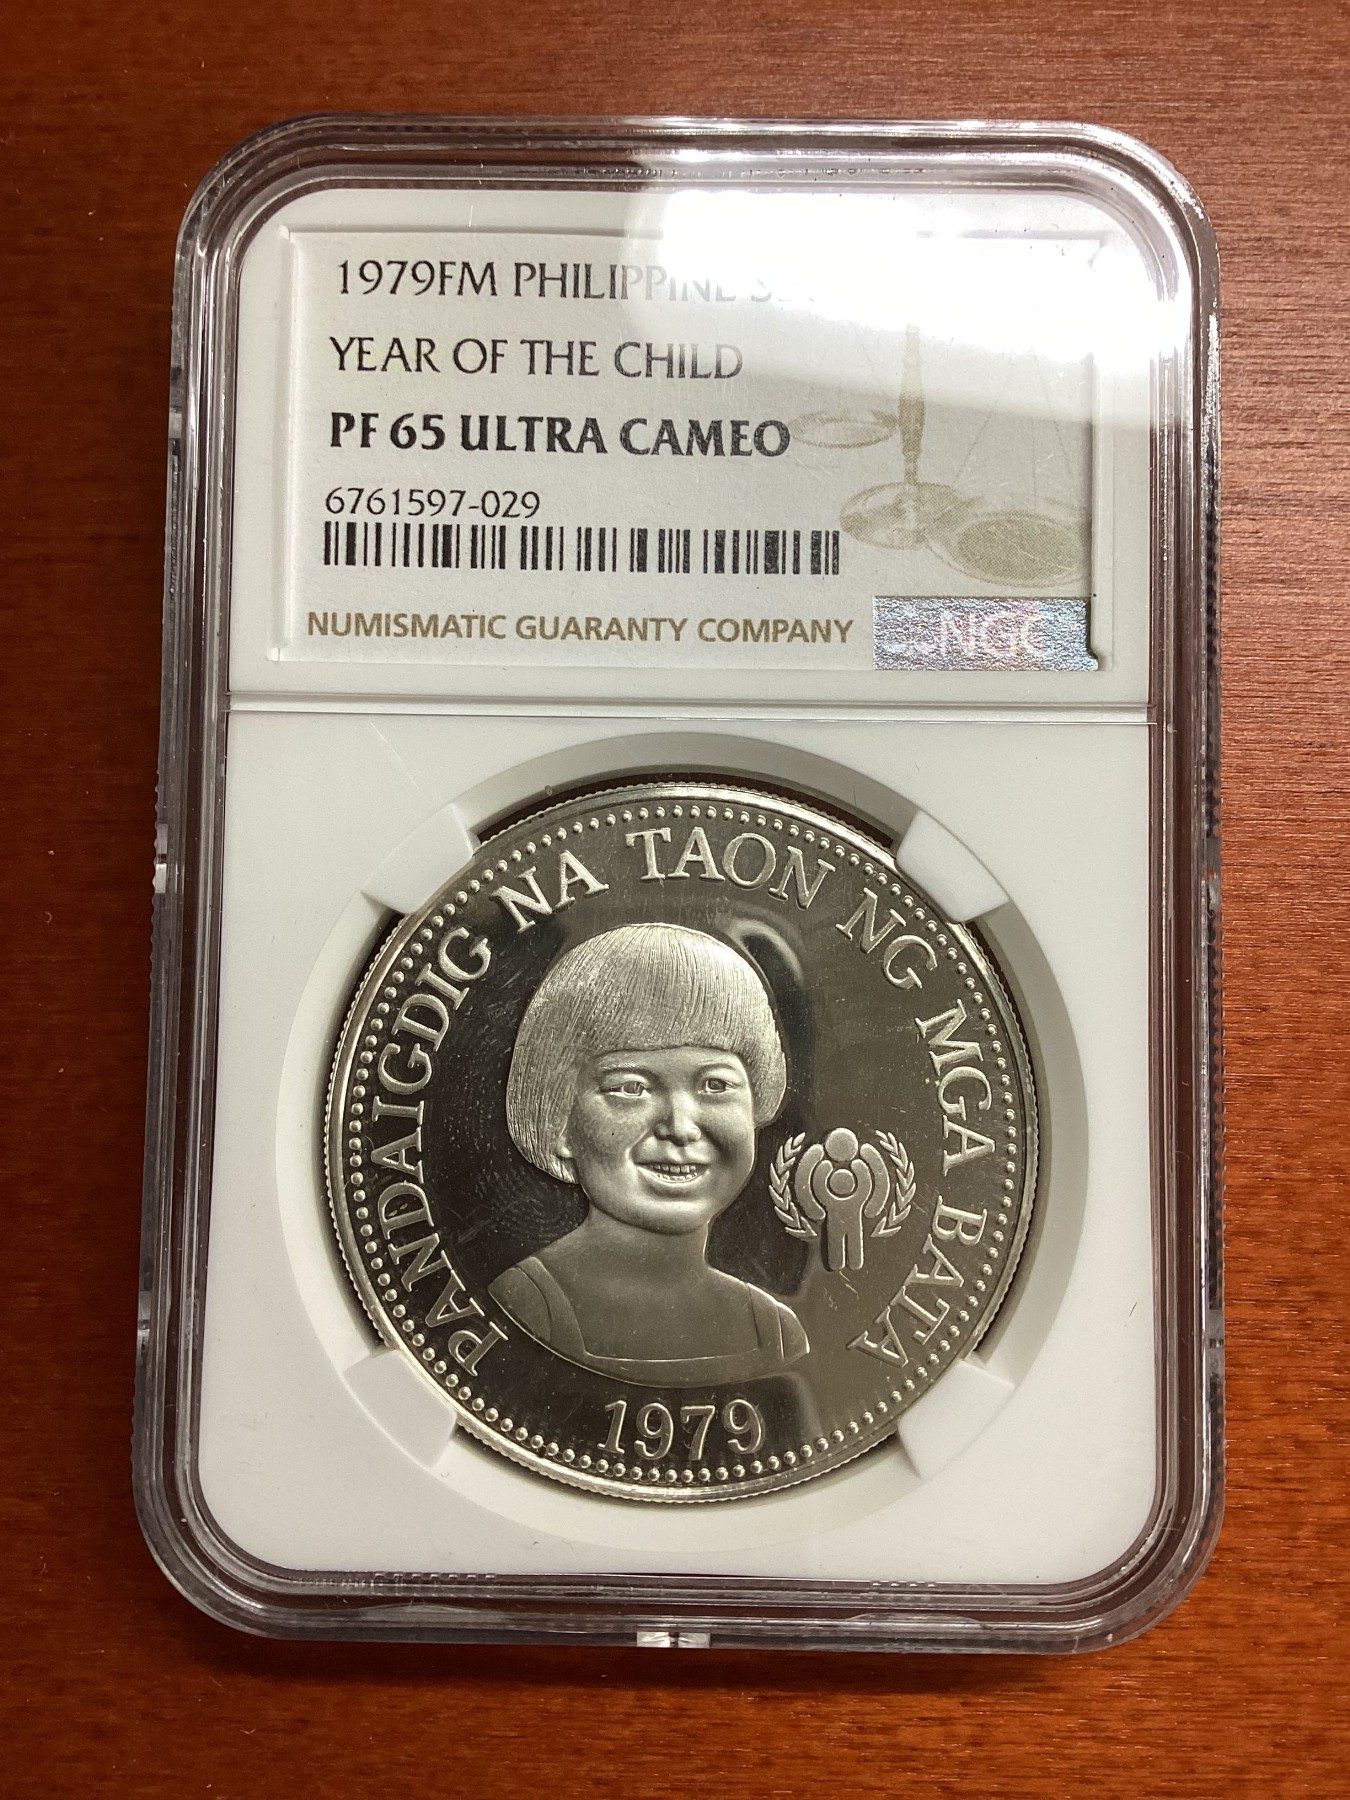 1979FM PHILIPPINE
YEAR OF THE CHILD
PF 65 ULTRA CAMEO
6761597-029
NUMISMATIC GUARANTY COMPANY
NGC
PANDAIGDIG NA TAON NG MGA BATA
1979